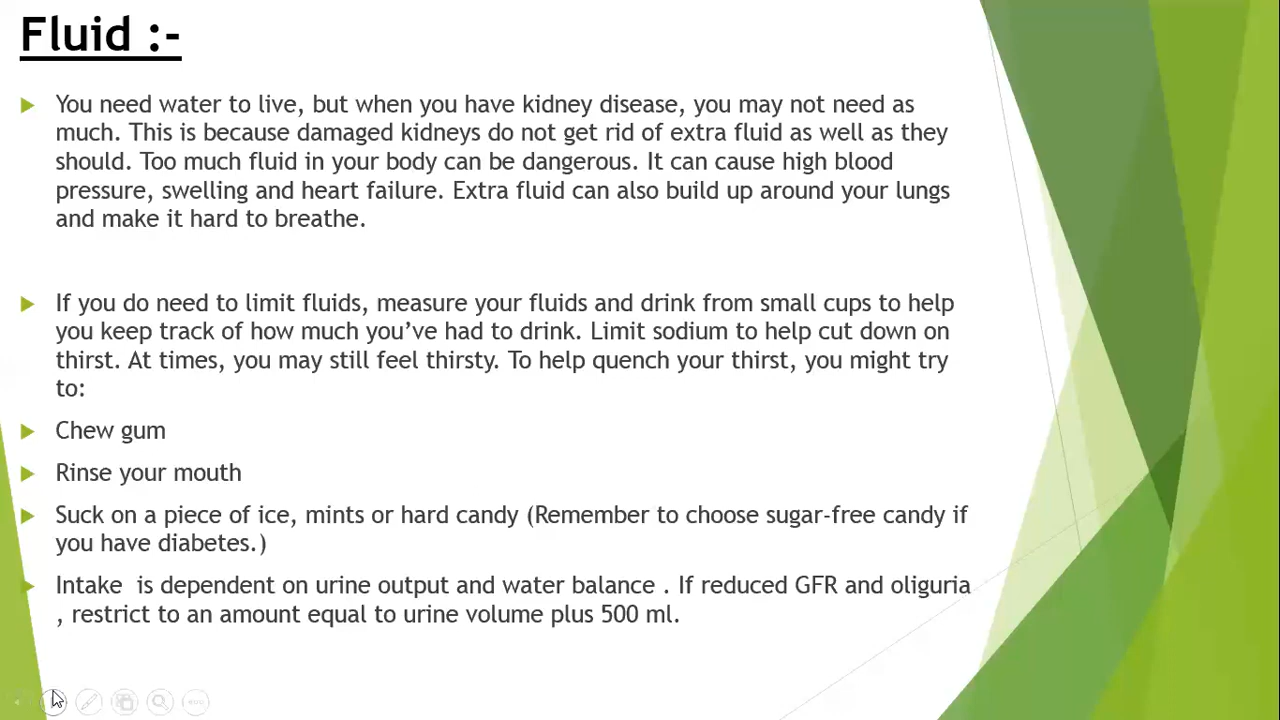 Fluid :-
You need water to live, but when you have kidney disease, you may not need as
much. This is because damaged kidneys do not get rid of extra fluid as well as they
should. Too much fluid in your body can be dangerous. It can cause high blood
pressure, swelling and heart failure. Extra fluid can also build up around your lungs
and make it hard to breathe.
If you do need to limit fluids, measure your fluids and drink from small cups to help
you keep track of how much you’ve had to drink. Limit sodium to help cut down on
thirst. At times, you may still feel thirsty. To help quench your thirst, you might try
to:
Chew gum
Rinse your mouth
Suck on a piece of ice, mints or hard candy (Remember to choose sugar-free candy if
you have diabetes.)
Intake  is dependent on urine output and water balance . If reduced GFR and oliguria
, restrict to an amount equal to urine volume plus 500 ml.